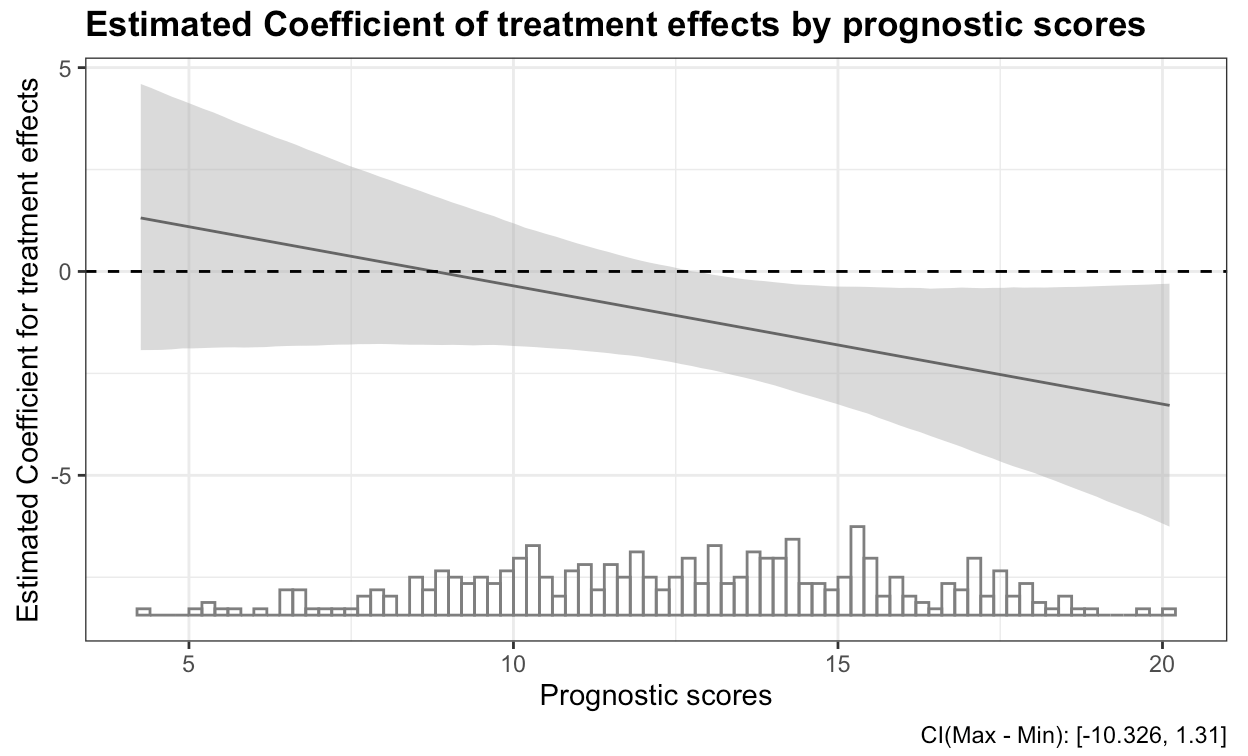 Estimated Coefficient of treatment effects by prognostic scores
Estimated Coefficient for treatment effects
5
0
-5
5
10
15
20
Prognostic scores
CI(Max - Min): [-10.326, 1.31]